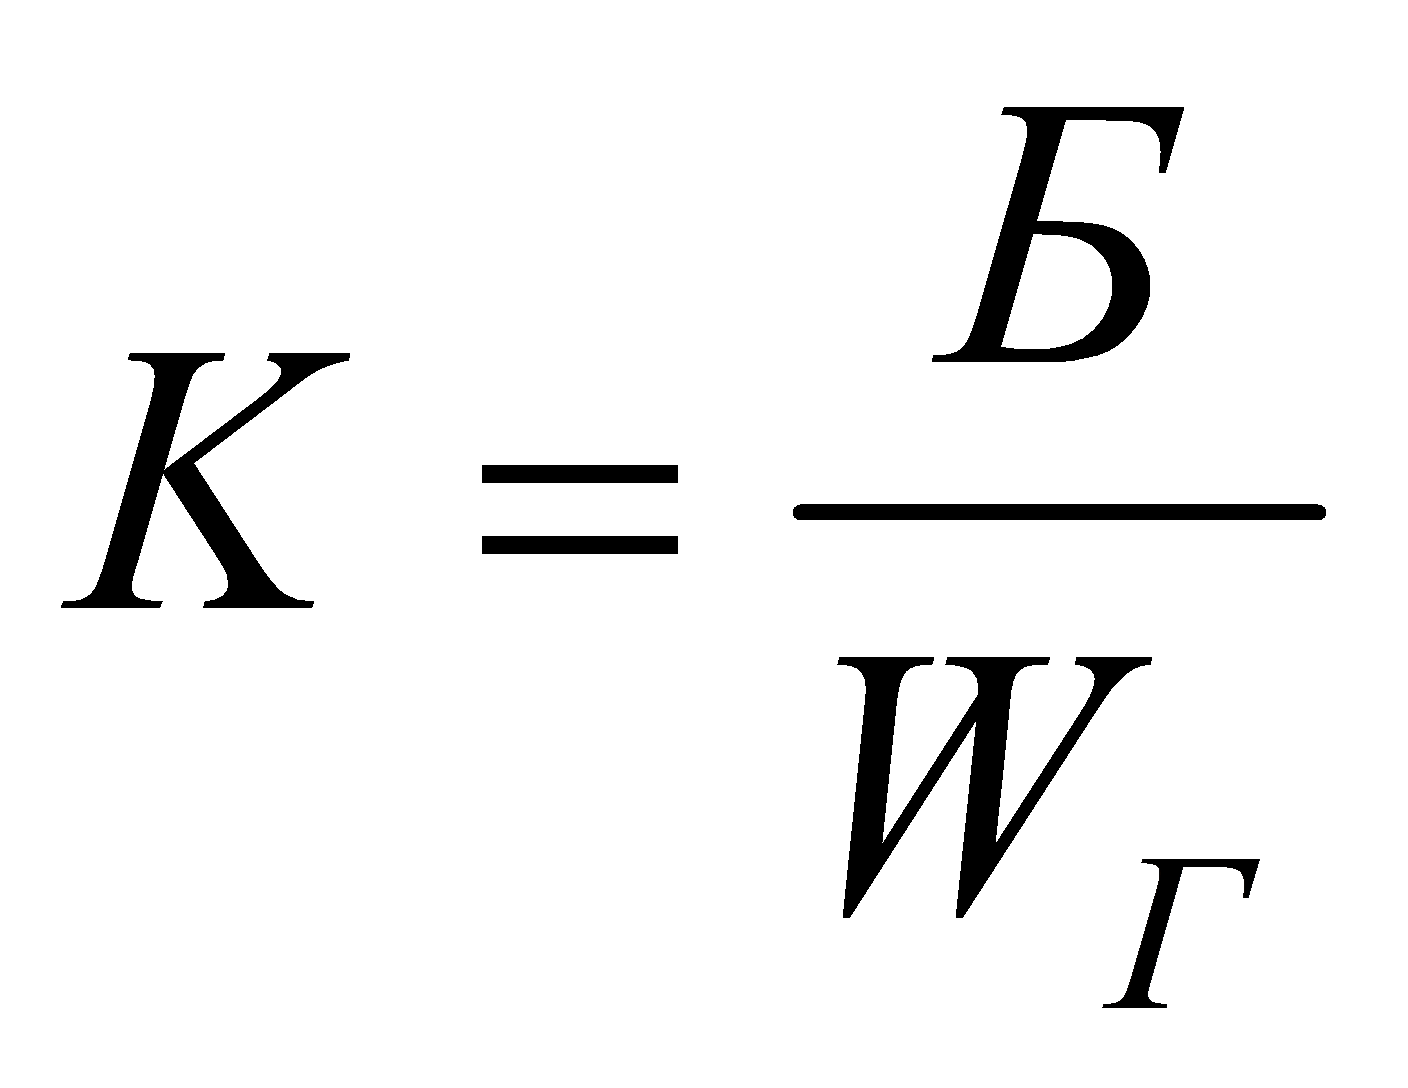 К = Б / W_Г